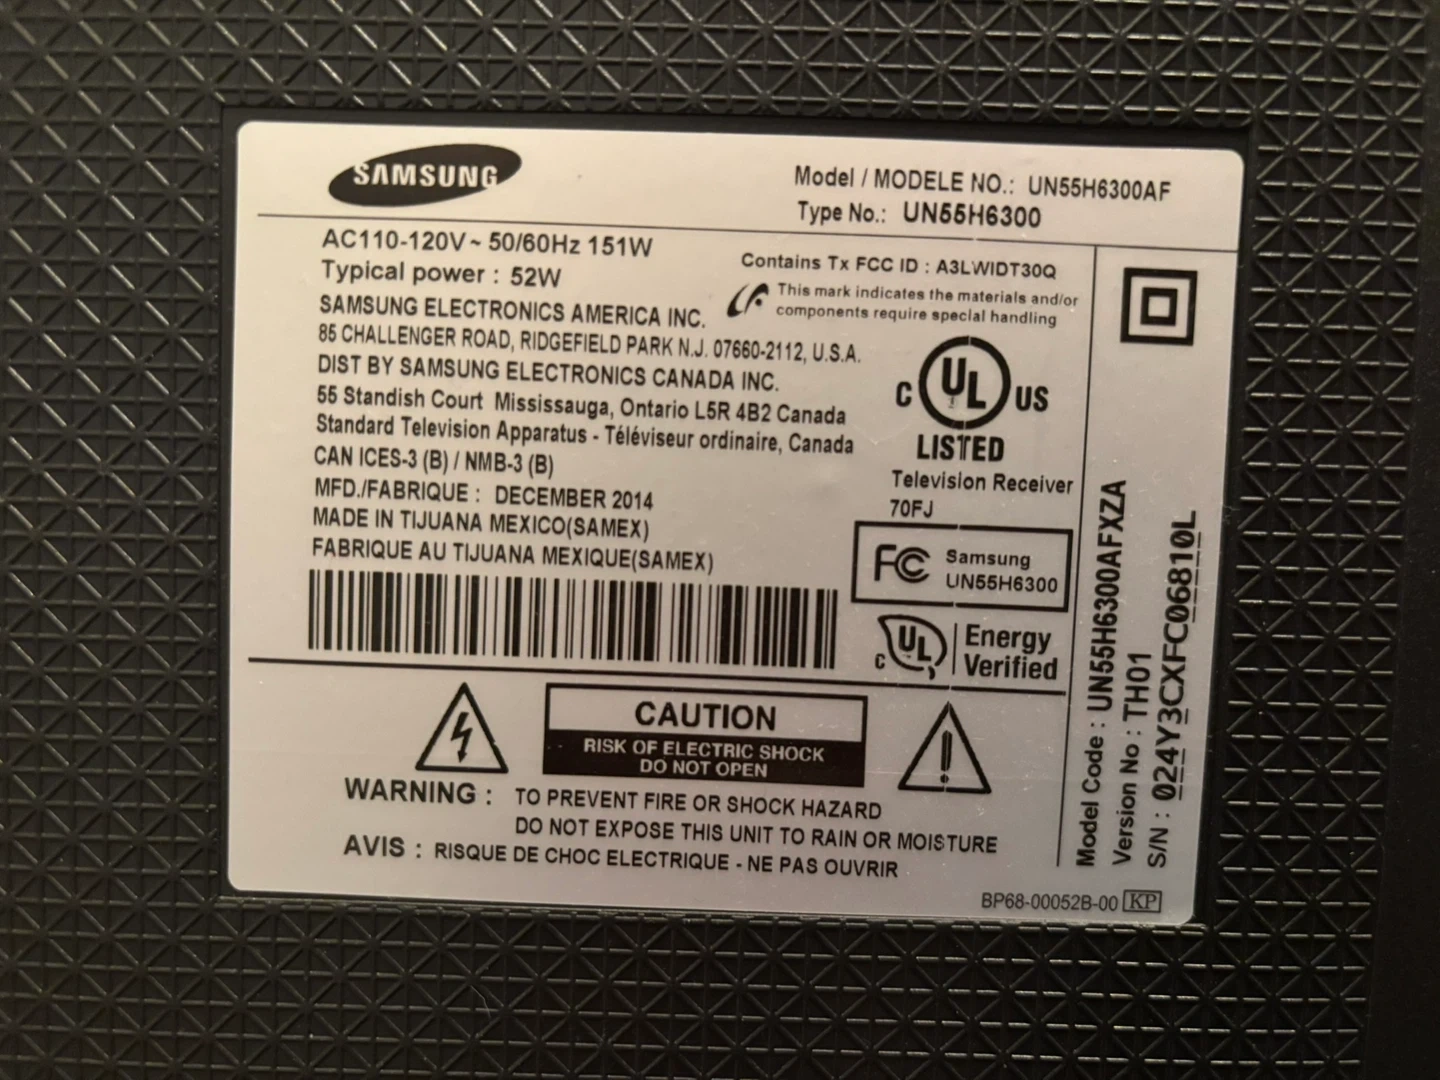 SAMSUNG
Model / MODELE NO.: UN55H6300AF
Type No.: UN55H6300
AC110-120V ~ 50/60Hz 151W
Typical power : 52W
SAMSUNG ELECTRONICS AMERICA INC.
85 CHALLENGER ROAD, RIDGEFIELD PARK N.J. 07660-2112, U.S.A.
DIST BY SAMSUNG ELECTRONICS CANADA INC.
55 Standish Court Mississauga, Ontario L5R 4B2 Canada
Standard Television Apparatus - Téléviseur ordinaire, Canada
CAN ICES-3 (B) / NMB-3 (B)
MFD./FABRIQUE : DECEMBER 2014
MADE IN TIJUANA MEXICO(SAMEX)
FABRIQUE AU TIJUANA MEXIQUE(SAMEX)
Contains Tx FCC ID : A3LWIDT30Q
This mark indicates the materials and/or
components require special handling
C UL US
LISTED
Television Receiver
70FJ
FC Samsung
UN55H6300
C UL Energy
Verified
CAUTION
RISK OF ELECTRIC SHOCK
DO NOT OPEN
WARNING : TO PREVENT FIRE OR SHOCK HAZARD
DO NOT EXPOSE THIS UNIT TO RAIN OR MOISTURE
AVIS : RISQUE DE CHOC ELECTRIQUE - NE PAS OUVRIR
Model Code : UN55H6300AFXZA
Version No : TH01
S/N : 024Y3CXFC06810L
BP68-00052B-00 KP